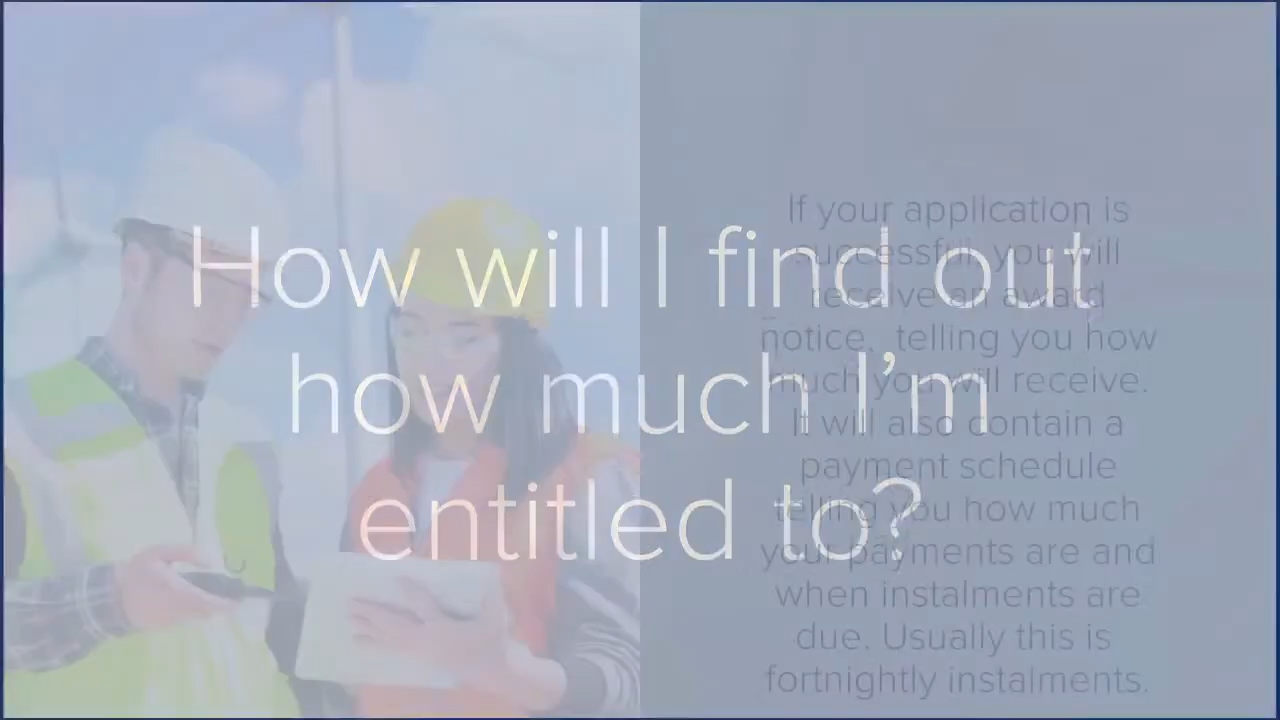 How will I find out
how much I'm
entitled to?
If your application is
successful, you will
receive an award
notice, telling you how
much you will receive.
It will also contain a
payment schedule
telling you how much
your payments are and
when instalments are
due. Usually this is
fortnightly instalments.